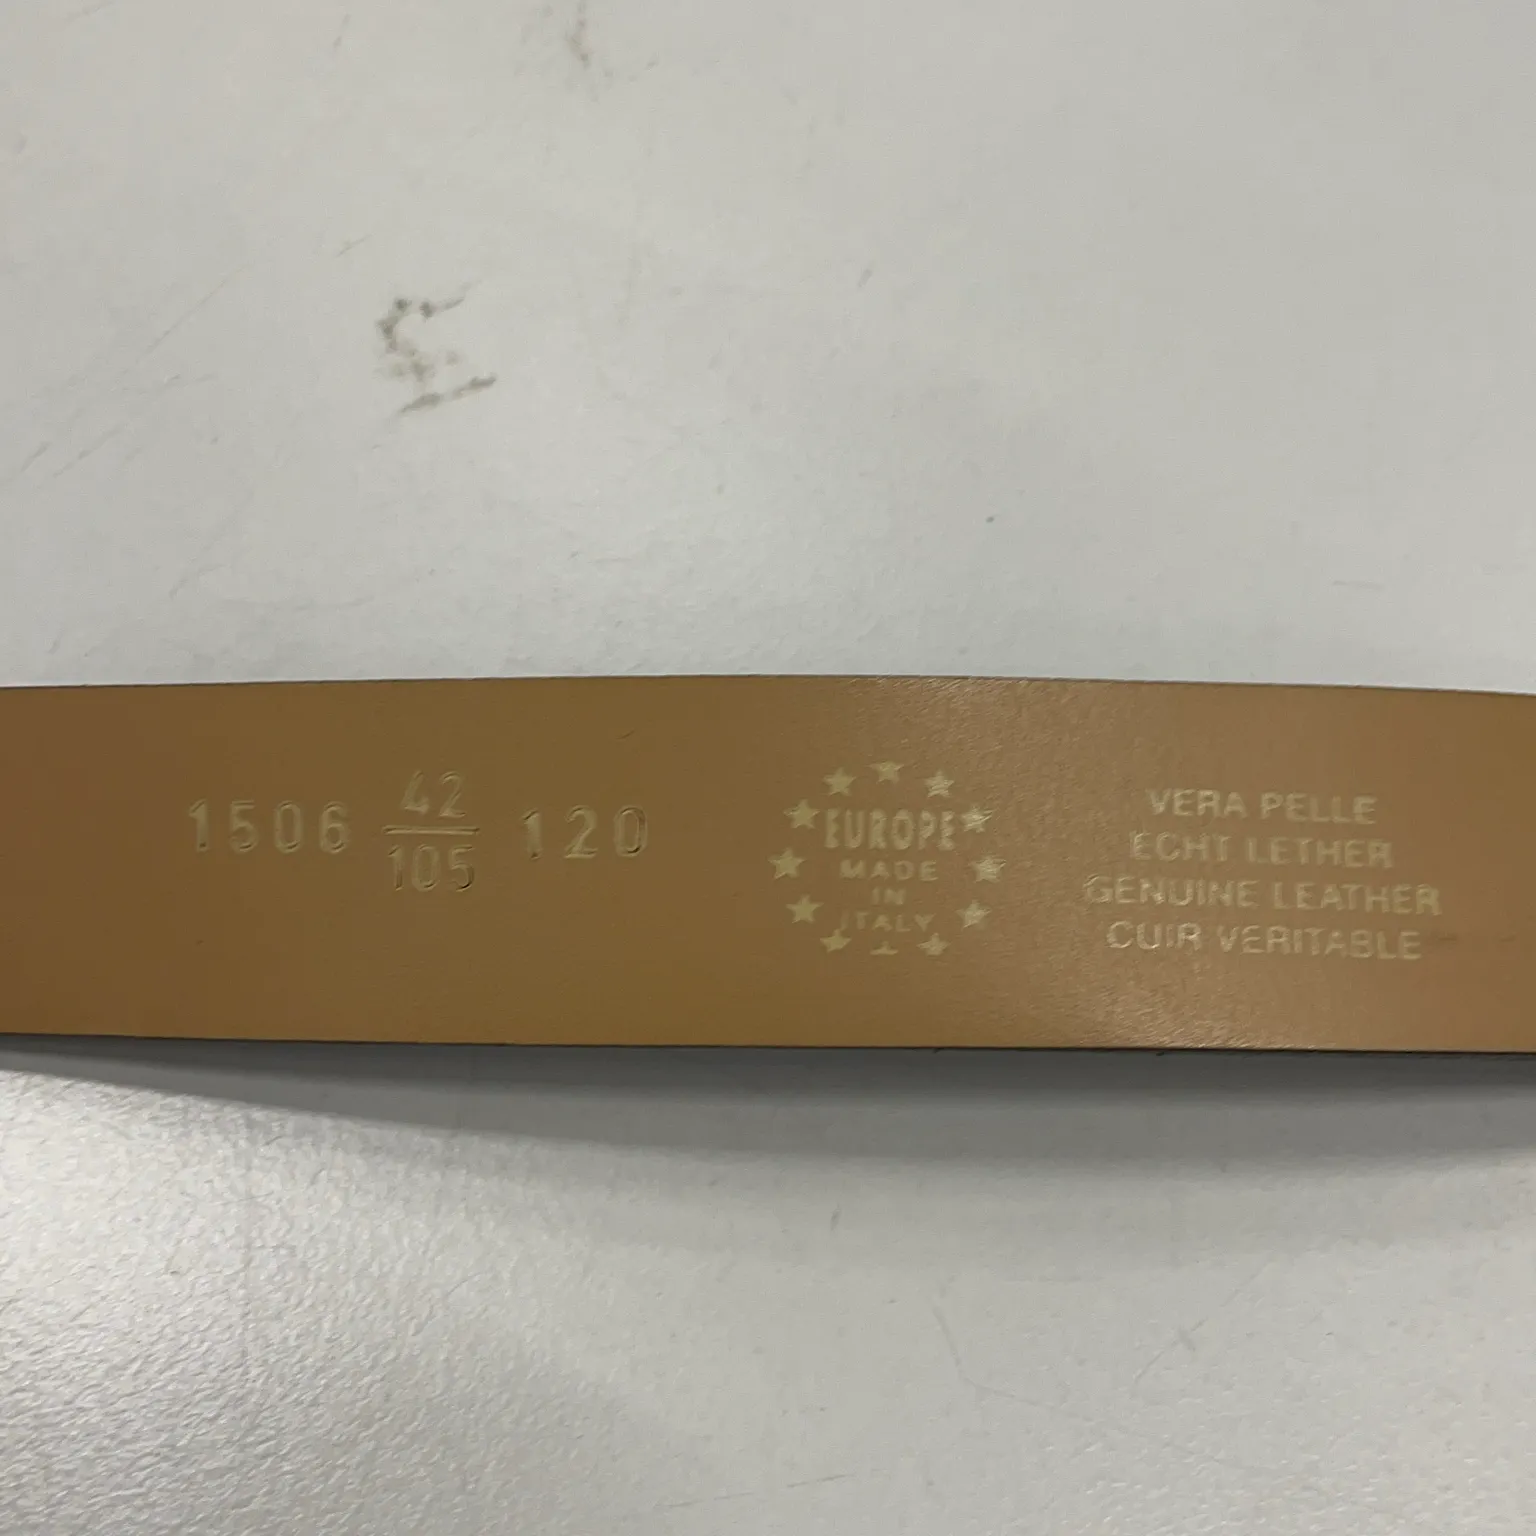 1506 42/105 120
EUROPE
MADE
IN
ITALY
VERA PELLE
ECHT LETHER
GENUINE LEATHER
CUIR VERITABLE